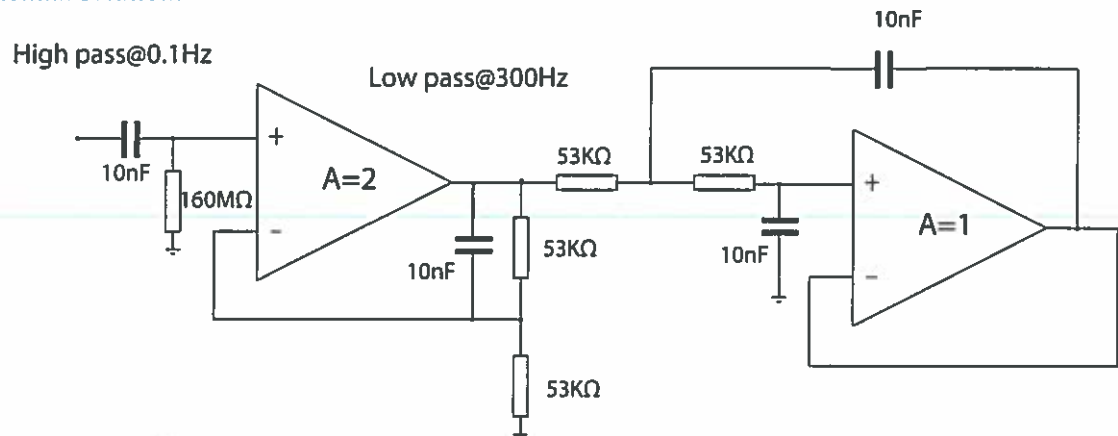 10nF
High pass@0.1Hz
Low pass@300Hz
+
10nF
160MΩ
A=2
-
10nF
53KΩ
53KΩ
53KΩ
53KΩ
10nF
+
A=1
-